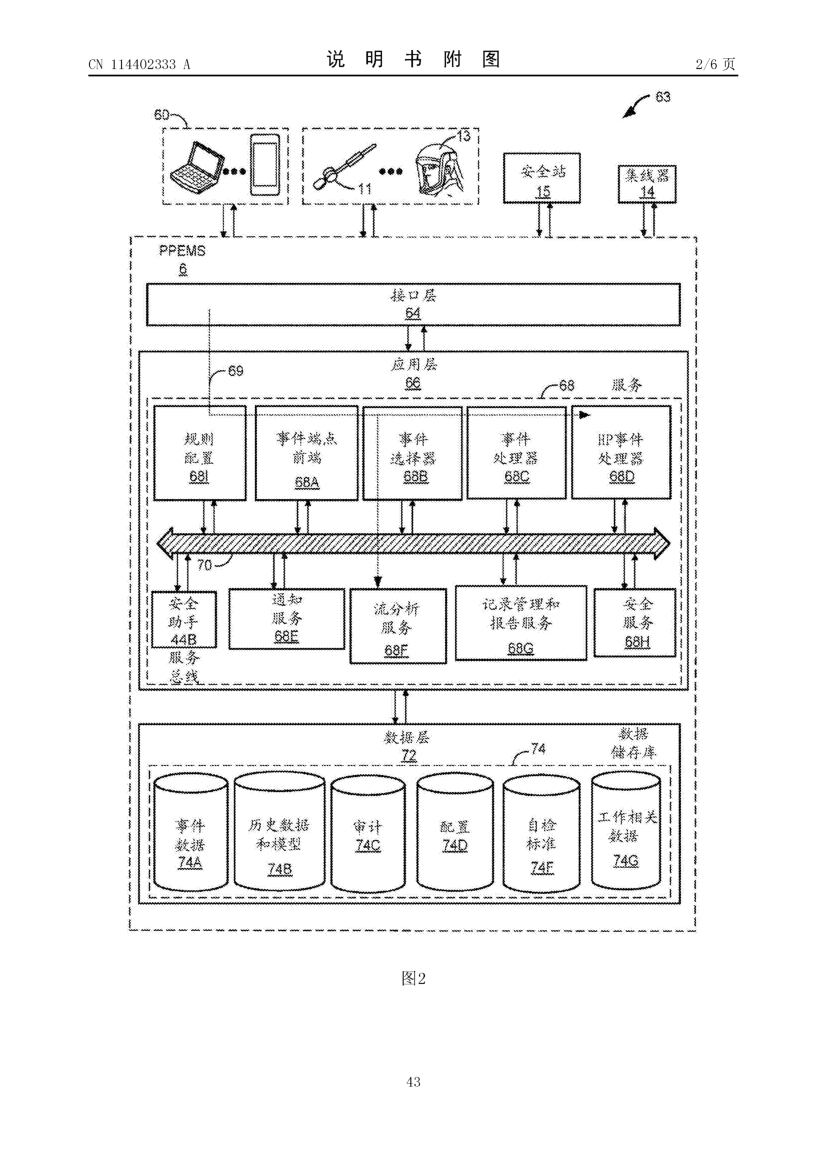 CN 114402333 A
说 明 书 附 图
2/6 页
63
60
13
11
安全站
15
集线器
14
PPEMS
6
接口层
64
应用层
66
69
68
服务
规则
配置
68I
事件端点
前端
68A
事件
选择器
68B
事件
处理器
68C
HP事件
处理器
68D
70
安全
助手
44B
服务
总线
通知
服务
68E
流分析
服务
68F
记录管理和
报告服务
68G
安全
服务
68H
数据层
72
74
数据
储存库
事件
数据
74A
历史数据
和模型
74B
审计
74C
配置
74D
自检
标准
74F
工作相关
数据
74G
图2
43